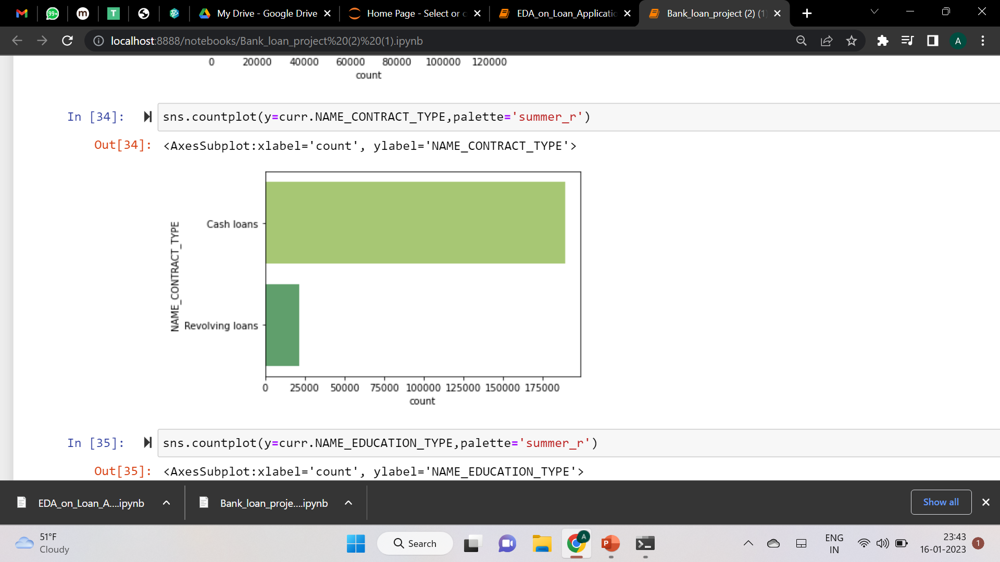 99+
m
T
My Drive - Google Drive
Home Page - Select or c
EDA_on_Loan_Applicatic
Bank_loan_project (2) (1)
localhost:8888/notebooks/Bank_loan_project%20(2)%20(1).ipynb
A
0 20000 40000 60000 80000 100000 120000
count
In [34]: sns.countplot(y=curr.NAME_CONTRACT_TYPE,palette='summer_r')
Out[34]: <AxesSubplot:xlabel='count', ylabel='NAME_CONTRACT_TYPE'>
NAME_CONTRACT_TYPE
Cash loans
Revolving loans
0 25000 50000 75000 100000 125000 150000 175000
count
In [35]: sns.countplot(y=curr.NAME_EDUCATION_TYPE,palette='summer_r')
Out[35]: <AxesSubplot:xlabel='count', ylabel='NAME_EDUCATION_TYPE'>
EDA_on_Loan_A....ipynb
Bank_loan_proje....ipynb
Show all
51°F
Cloudy
Search
A
P
ENG
IN
23:43
16-01-2023
1